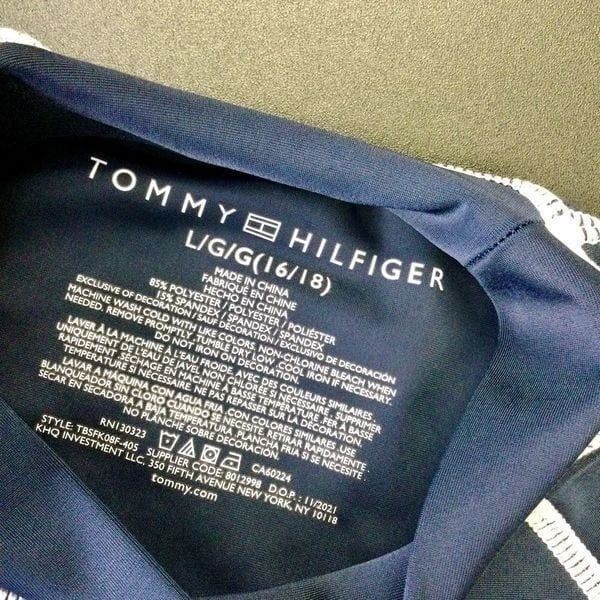 TOMMY HILFIGER
L/G/G(16/18)
MADE IN CHINA
FABRIQUÉ EN CHINE
HECHO EN CHINA
85% POLYESTER / POLYESTER / POLIÉSTER
15% SPANDEX / SPANDEX / SPANDEX
EXCLUSIVE OF DECORATION / SAUF DÉCORATION / EXCLUSIVO DE DECORACIÓN
MACHINE WASH COLD WITH LIKE COLORS. NON-CHLORINE BLEACH WHEN
NEEDED. REMOVE PROMPTLY. TUMBLE DRY LOW. COOL IRON IF NECESSARY.
DO NOT IRON ON DECORATION.
LAVER À LA MACHINE À L'EAU FROIDE, AVEC DES COULEURS SIMILAIRES
UNIQUEMENT DE L'EAU DE JAVEL NON CHLORÉ SI NÉCESSAIRE. SUPPRIMER
RAPIDEMENT. SÉCHAGE EN MACHINE À BASSE TEMPÉRATURE. FER À BASSE
TEMPÉRATURE SI NÉCESSAIRE. NE PAS REPASSER SUR LA DÉCORATION.
LAVAR A MÁQUINA CON AGUA FRIA, CON COLORES SIMILARES. USE
BLANQUEADOR SIN CLORO CUANDO SE NECESITE. RETIRAR RAPIDAMENTE.
SECAR EN SECADORA A BAJA TEMPERATURA. PLANCHA FRIA SI ES NECESARIO.
NO PLANCHE SOBRE DECORACIÓN.
RN130323 CA60224
STYLE: TBSFK08F-405 SUPPLIER CODE: 8012998 D.O.P.: 11/2021
KHQ INVESTMENT LLC, 350 FIFTH AVENUE NEW YORK, NY 10118
tommy.com